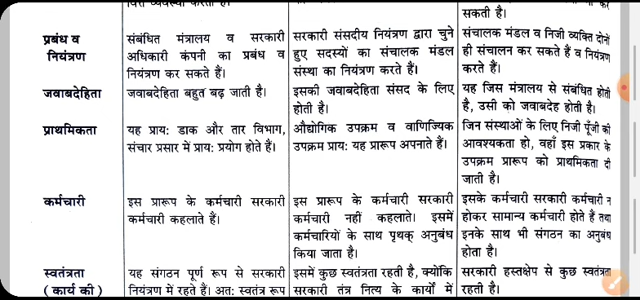 सकती है।
प्रबंध व
नियंत्रण
संबंधित मंत्रालय व सरकारी
अधिकारी कंपनी का प्रबंध व
नियंत्रण कर सकते हैं।
सरकारी संसदीय नियंत्रण द्वारा चुने
हुए सदस्यों का संचालक मंडल
संस्था का नियंत्रण करते हैं।
संचालक मंडल व निजी व्यक्ति दोनों
ही संचालन कर सकते हैं व नियंत्रण
करते हैं।
जवाबदेहिता
जवाबदेहिता बहुत बढ़ जाती है।
इसकी जवाबदेहिता संसद के लिए
होती है।
यह जिस मंत्रालय से संबंधित होती
है, उसी को जवाबदेह होती है।
प्राथमिकता
यह प्राय: डाक और तार विभाग,
संचार प्रसार में प्राय: प्रयोग होते हैं।
औद्योगिक उपक्रम व वाणिज्यिक
उपक्रम प्राय: यह प्रारूप अपनाते हैं।
जिन संस्थाओं के लिए निजी पूँजी की
आवश्यकता हो, वहाँ इस प्रकार के
उपक्रम प्रारूप को प्राथमिकता दी
जाती है।
कर्मचारी
इस प्रारूप के कर्मचारी सरकारी
कर्मचारी कहलाते हैं।
इस प्रारूप के कर्मचारी सरकारी
कर्मचारी नहीं कहलाते। इसमें
कर्मचारियों के साथ पृथक् अनुबंध
किया जाता है।
इसके कर्मचारी सरकारी कर्मचारी न
होकर सामान्य कर्मचारी होते हैं तथा
इनके साथ भी संगठन का अनुबंध
होता है।
स्वतंत्रता
(कार्य की)
यह संगठन पूर्ण रूप से सरकारी
नियंत्रण में रहते हैं। अत: स्वतंत्र रूप
इसमें कुछ स्वतंत्रता रहती है, क्योंकि
सरकारी तंत्र नित्य के कार्यों में
सरकारी हस्तक्षेप से कुछ स्वतंत्रता
रहती है।